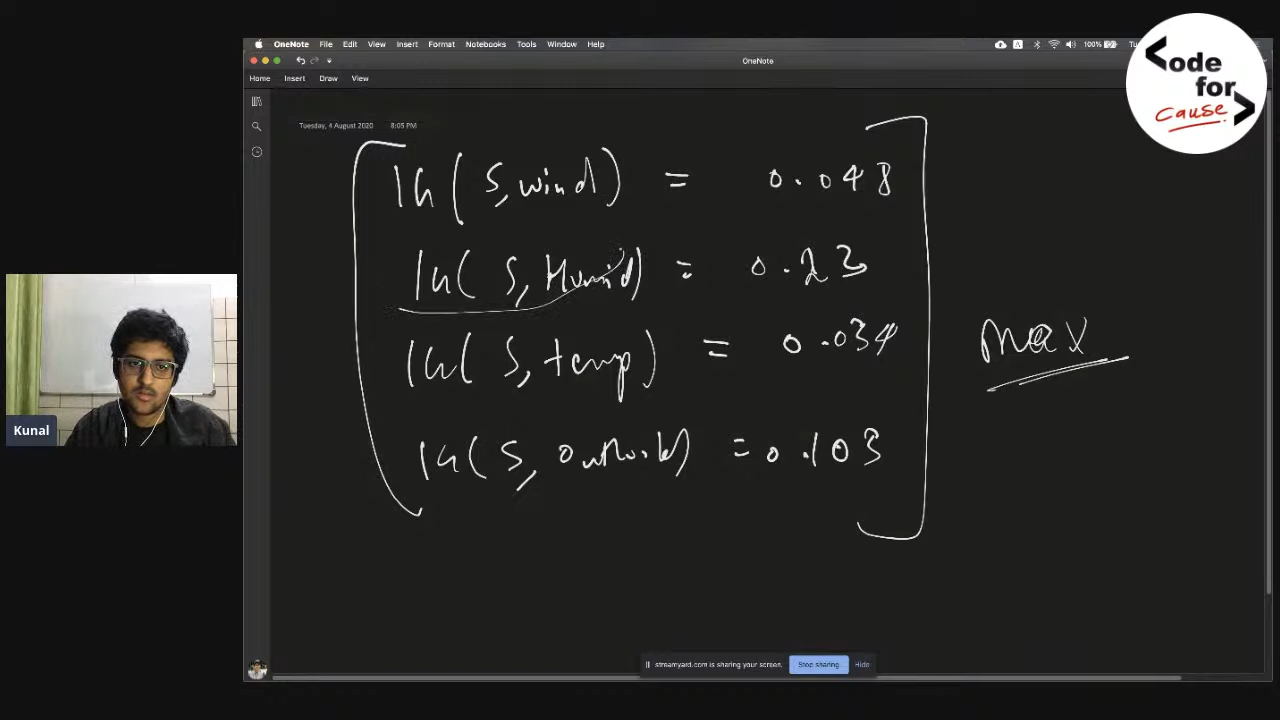 OneNote File Edit View Insert Format Notebooks Tools Window Help 100%
OneNote
Home Insert Draw View
Code for cause
Tuesday, 4 August 2020 8:05 PM
IG(S, wind) = 0.048
IG(S, Humid) = 0.23
IG(S, temp) = 0.034
IG(S, outlook) = 0.103
max
Kunal
streamyard.com is sharing your screen. Stop sharing Hide